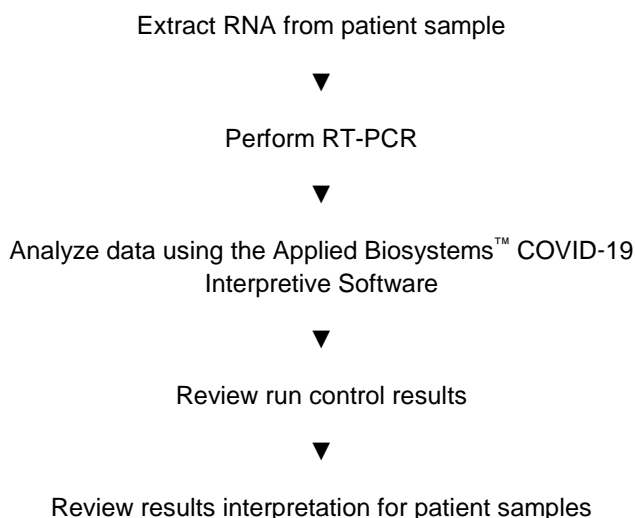 Extract RNA from patient sample
▼
Perform RT-PCR
▼
Analyze data using the Applied Biosystems™ COVID-19
Interpretive Software
▼
Review run control results
▼
Review results interpretation for patient samples